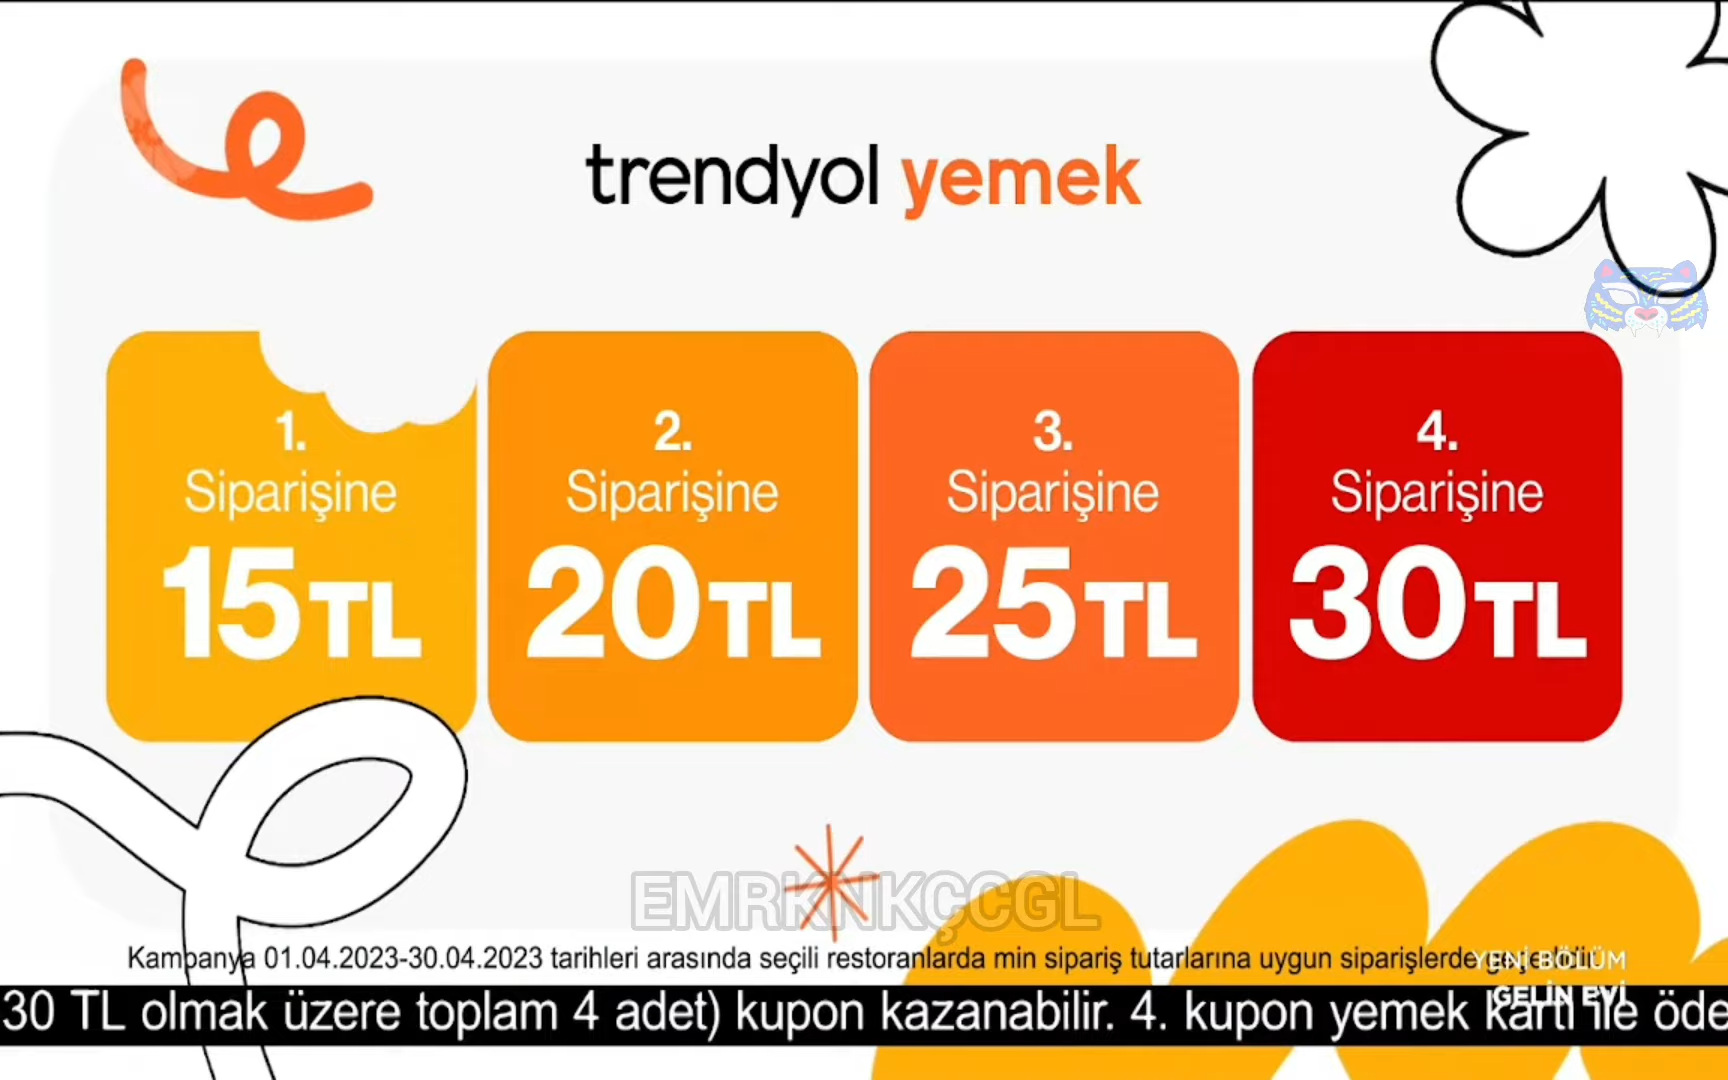 trendyol yemek
1.
Siparişine
15TL
2.
Siparişine
20TL
3.
Siparişine
25TL
4.
Siparişine
30TL
EMRKNKÇCGL
Kampanya 01.04.2023-30.04.2023 tarihleri arasında seçili restoranlarda min sipariş tutarlarına uygun siparişlerde geçerlidir.
YENİ BÖLÜM
GELİN EVİ
30 TL olmak üzere toplam 4 adet) kupon kazanabilir. 4. kupon yemek kartı ile öde